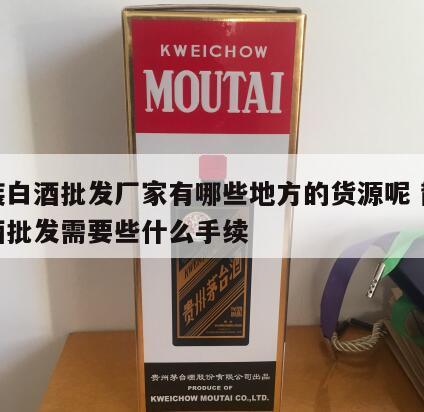 KWEICHOW
MOUTAI
白酒批发厂家有哪些地方的货源呢
批发需要些什么手续
贵州茅台酒
贵州茅台酒股份有限公司出品
PRODUCE OF
KWEICHOW MOUTAI CO.,LTD.